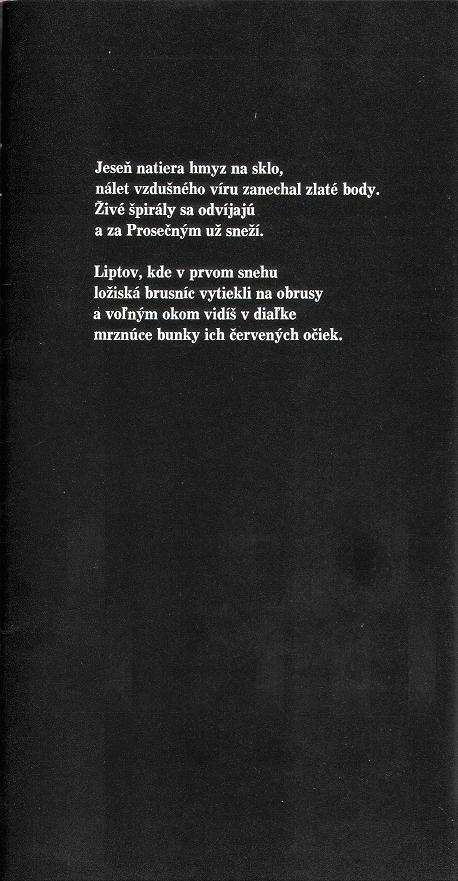 Jeseň natiera hmyz na sklo,
nálet vzdušného víru zanechal zlaté body.
Živé špirály sa odvíjajú
a za Prosečným už sneží.
Liptov, kde v prvom snehu
ložiská brusníc vytiekli na obrusy
a voľným okom vidíš v diaľke
mrznúce bunky ich červených očiek.